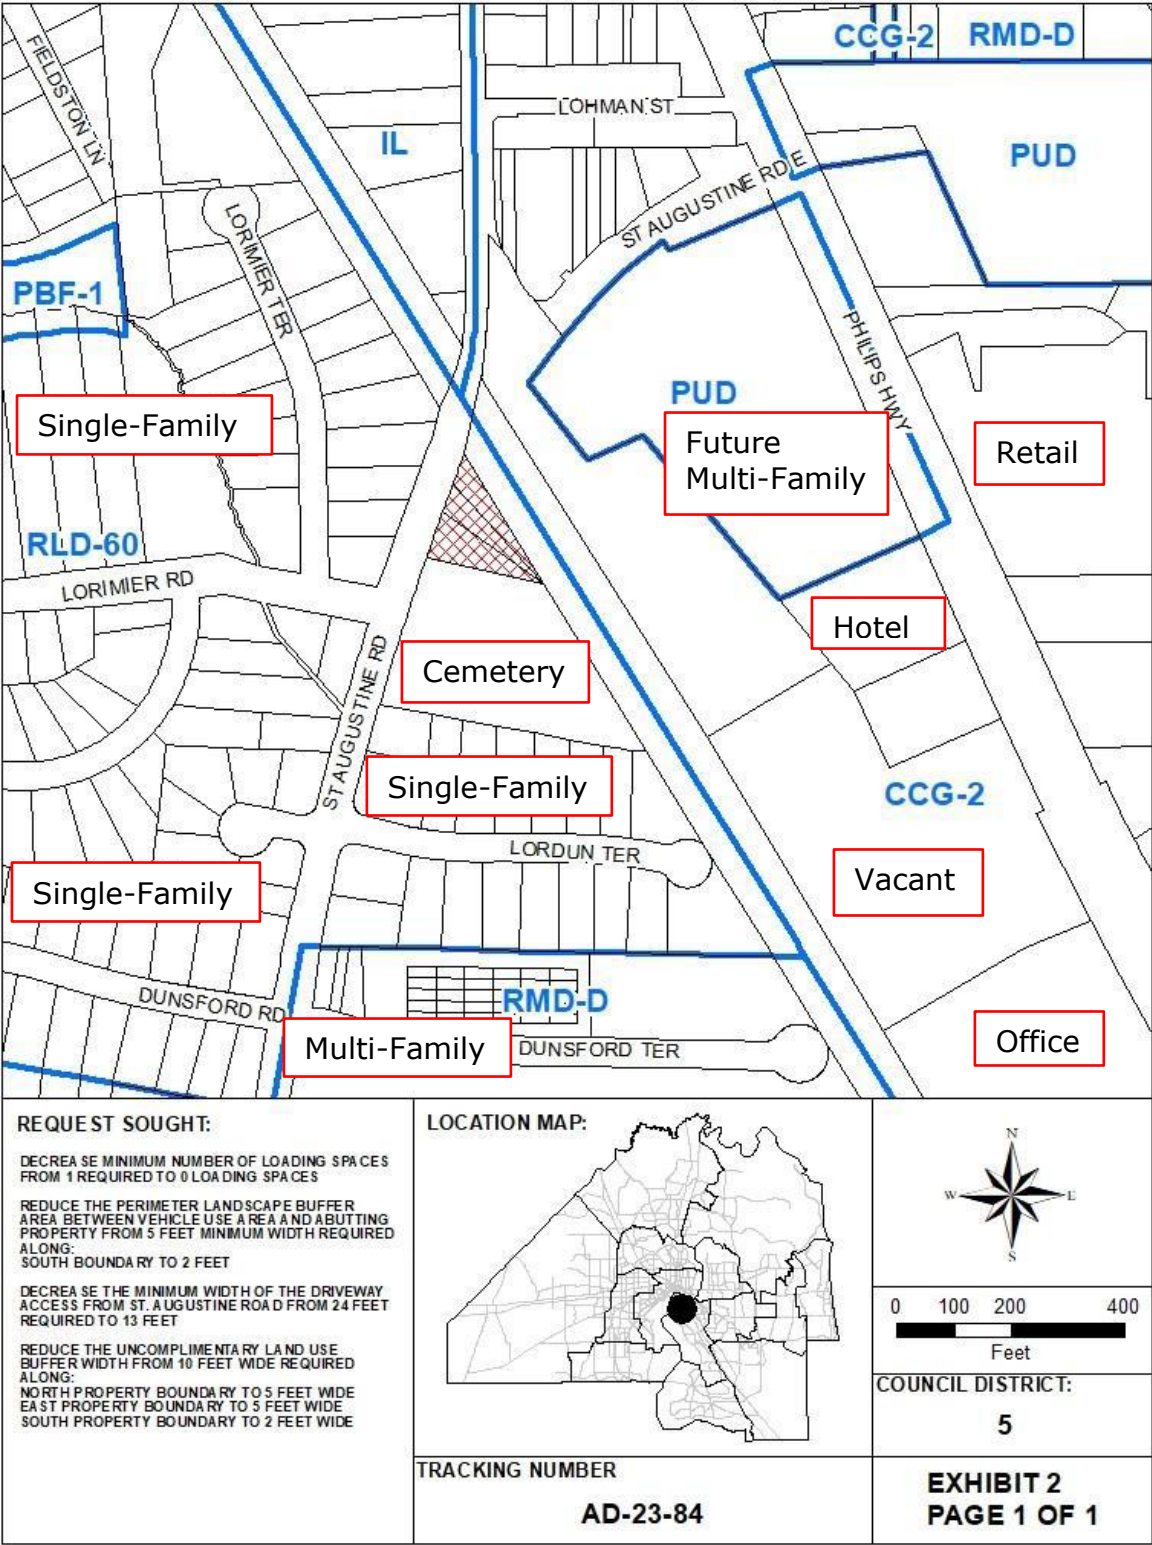 CCG-2
RMD-D
FIELDSTON LN
LOHMAN ST
IL
PUD
ST AUGUSTINE RD E
LORIMIER TER
PBF-1
PHILIPS HWY
PUD
Single-Family
Future
Multi-Family
Retail
RLD-60
LORIMIER RD
Hotel
Cemetery
ST AUGUSTINE RD
Single-Family
CCG-2
LORDUN TER
Single-Family
Vacant
DUNSFORD RD
RMD-D
Multi-Family
DUNSFORD TER
Office
REQUEST SOUGHT:
DECREASE MINIMUM NUMBER OF LOADING SPACES
FROM 1 REQUIRED TO 0 LOADING SPACES
REDUCE THE PERIMETER LANDSCAPE BUFFER
AREA BETWEEN VEHICLE USE AREA AND ABUTTING
PROPERTY FROM 5 FEET MINIMUM WIDTH REQUIRED
ALONG:
SOUTH BOUNDARY TO 2 FEET
DECREASE THE MINIMUM WIDTH OF THE DRIVEWAY
ACCESS FROM ST. AUGUSTINE ROAD FROM 24 FEET
REQUIRED TO 13 FEET
REDUCE THE UNCOMPLIMENTARY LAND USE
BUFFER WIDTH FROM 10 FEET WIDE REQUIRED
ALONG:
NORTH PROPERTY BOUNDARY TO 5 FEET WIDE
EAST PROPERTY BOUNDARY TO 5 FEET WIDE
SOUTH PROPERTY BOUNDARY TO 2 FEET WIDE
LOCATION MAP:
N
W E
S
0 100 200 400
Feet
COUNCIL DISTRICT:
5
TRACKING NUMBER
AD-23-84
EXHIBIT 2
PAGE 1 OF 1